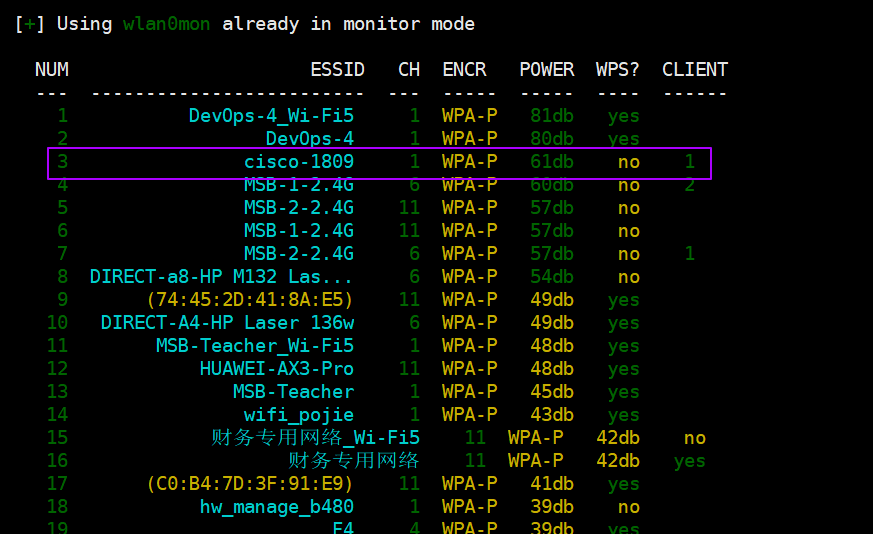 [+] Using wlan0mon already in monitor mode
NUM ESSID CH ENCR POWER WPS? CLIENT
--- ------------------------- --- ----- ----- ---- ------
1 DevOps-4_Wi-Fi5 1 WPA-P 81db yes
2 DevOps-4 1 WPA-P 80db yes
3 cisco-1809 1 WPA-P 61db no 1
4 MSB-1-2.4G 6 WPA-P 60db no 2
5 MSB-2-2.4G 11 WPA-P 57db no
6 MSB-1-2.4G 11 WPA-P 57db no
7 MSB-2-2.4G 6 WPA-P 57db no 1
8 DIRECT-a8-HP M132 Las... 6 WPA-P 54db no
9 (74:45:2D:41:8A:E5) 11 WPA-P 49db yes
10 DIRECT-A4-HP Laser 136w 6 WPA-P 49db yes
11 MSB-Teacher_Wi-Fi5 1 WPA-P 48db yes
12 HUAWEI-AX3-Pro 11 WPA-P 48db yes
13 MSB-Teacher 1 WPA-P 45db yes
14 wifi_pojie 1 WPA-P 43db yes
15 财务专用网络_Wi-Fi5 11 WPA-P 42db no
16 财务专用网络 11 WPA-P 42db yes
17 (C0:B4:7D:3F:91:E9) 11 WPA-P 41db yes
18 hw_manage_b480 1 WPA-P 39db no
19 F4 4 WPA-P 39db yes